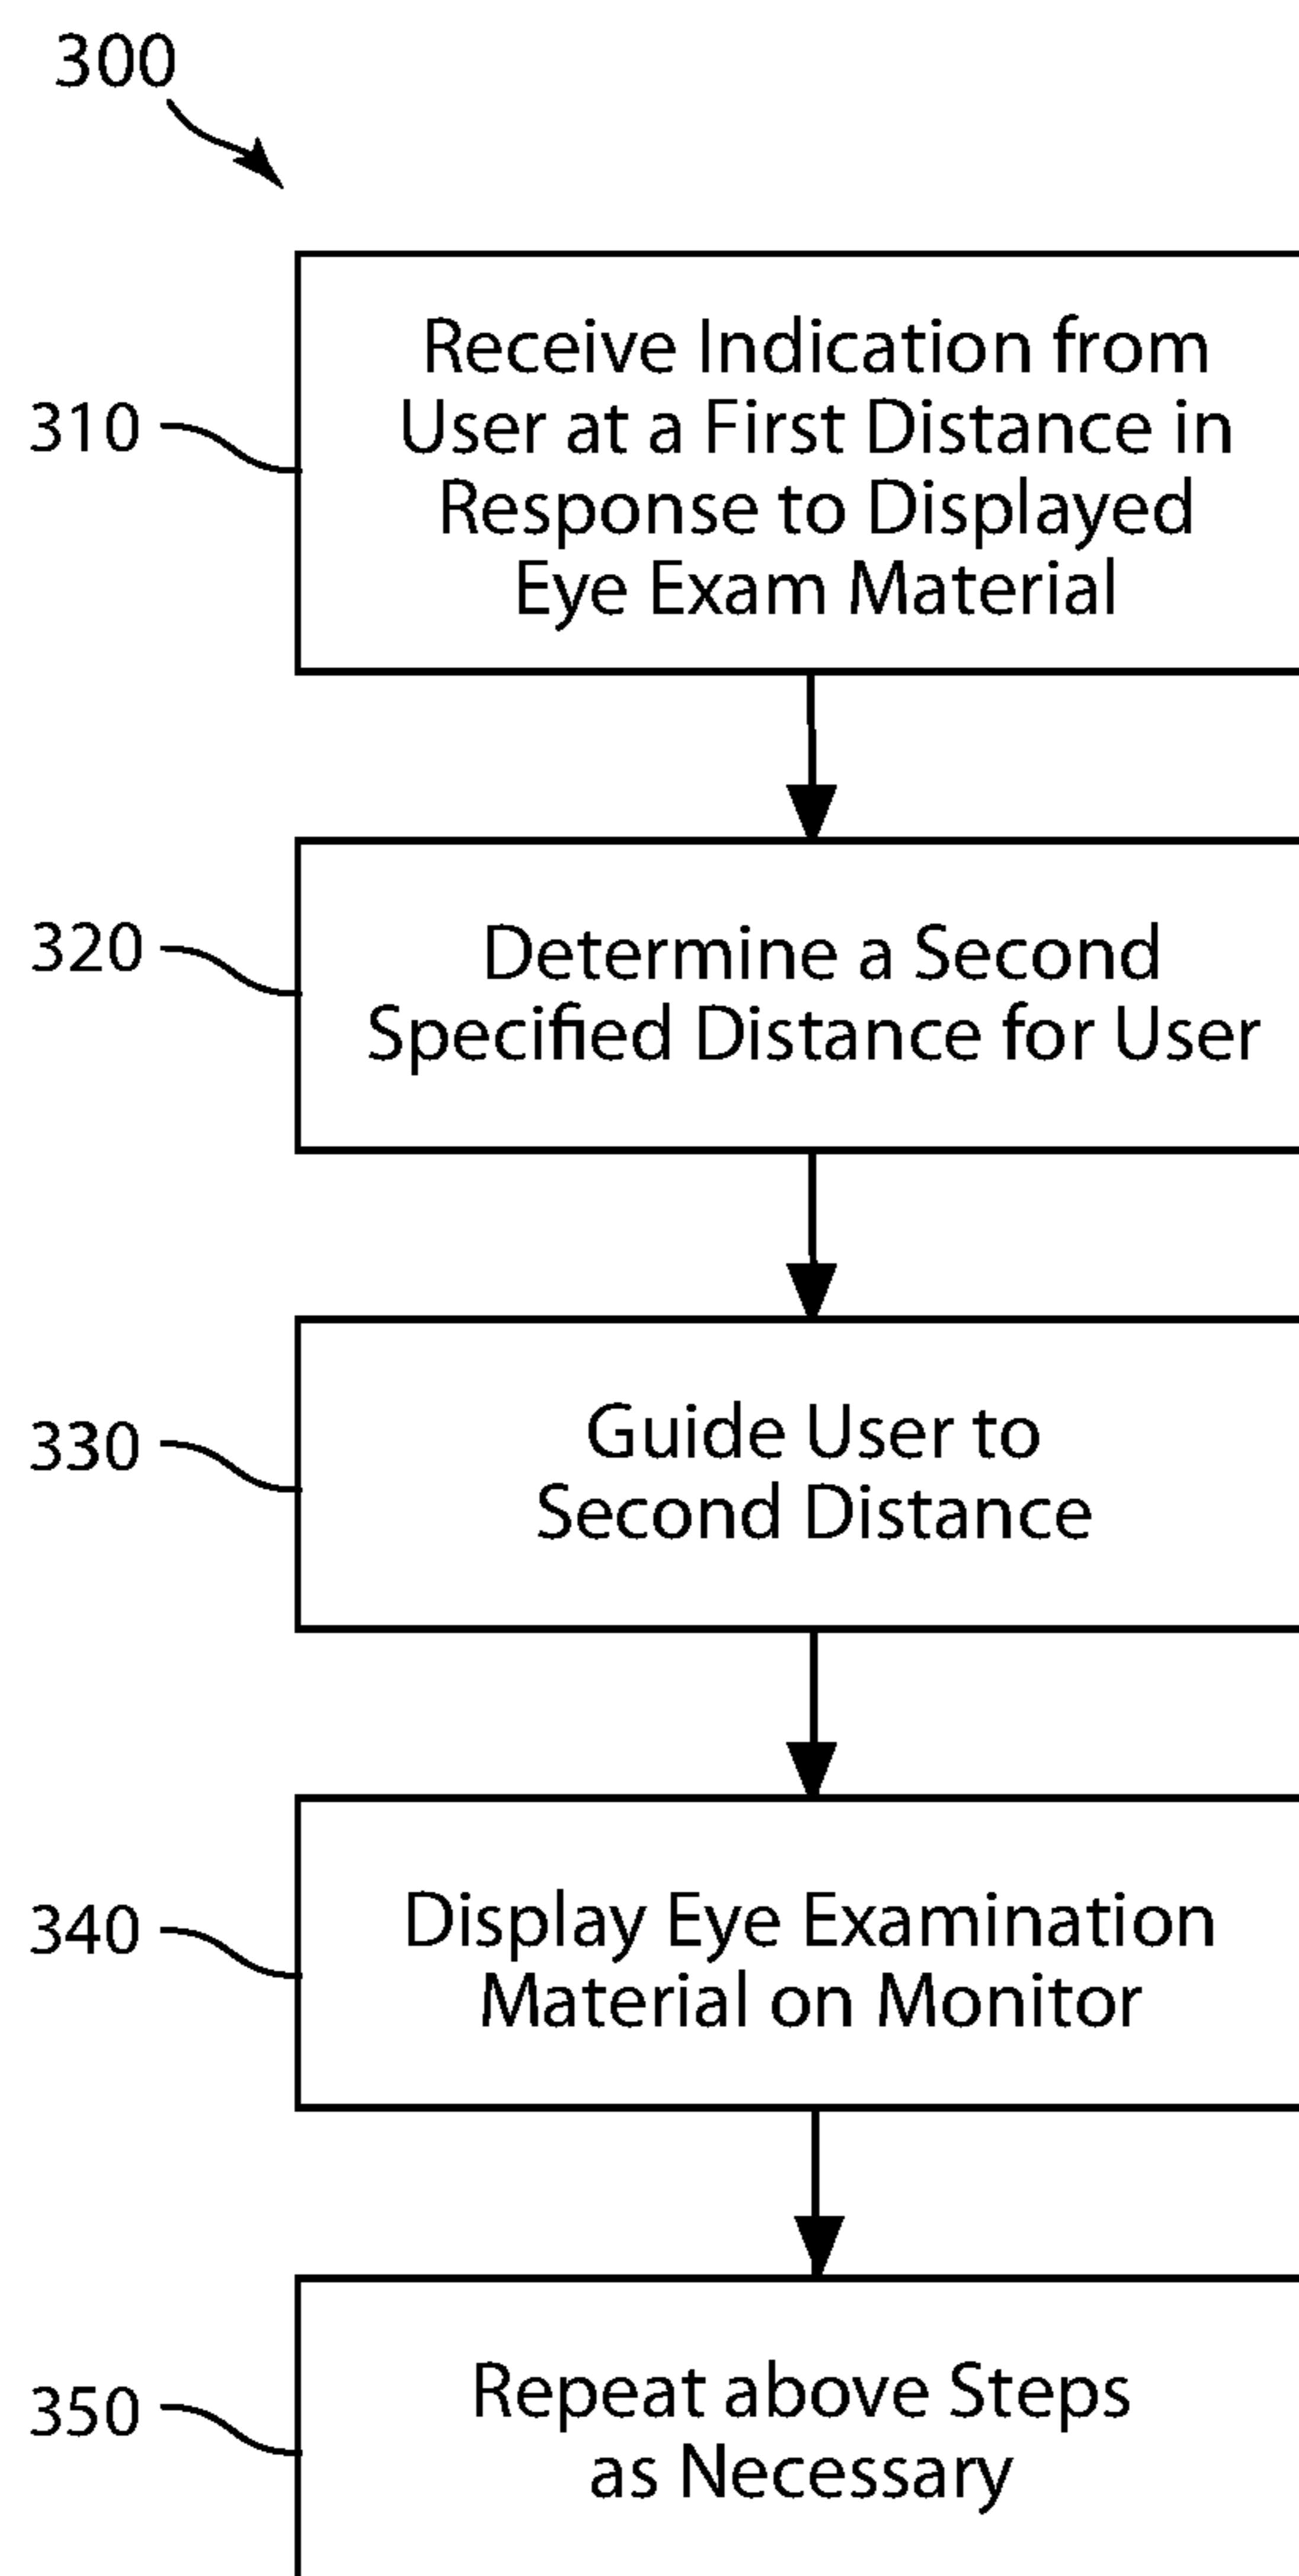 300
310
Receive Indication from
User at a First Distance in
Response to Displayed
Eye Exam Material
320
Determine a Second
Specified Distance for User
330
Guide User to
Second Distance
340
Display Eye Examination
Material on Monitor
350
Repeat above Steps
as Necessary